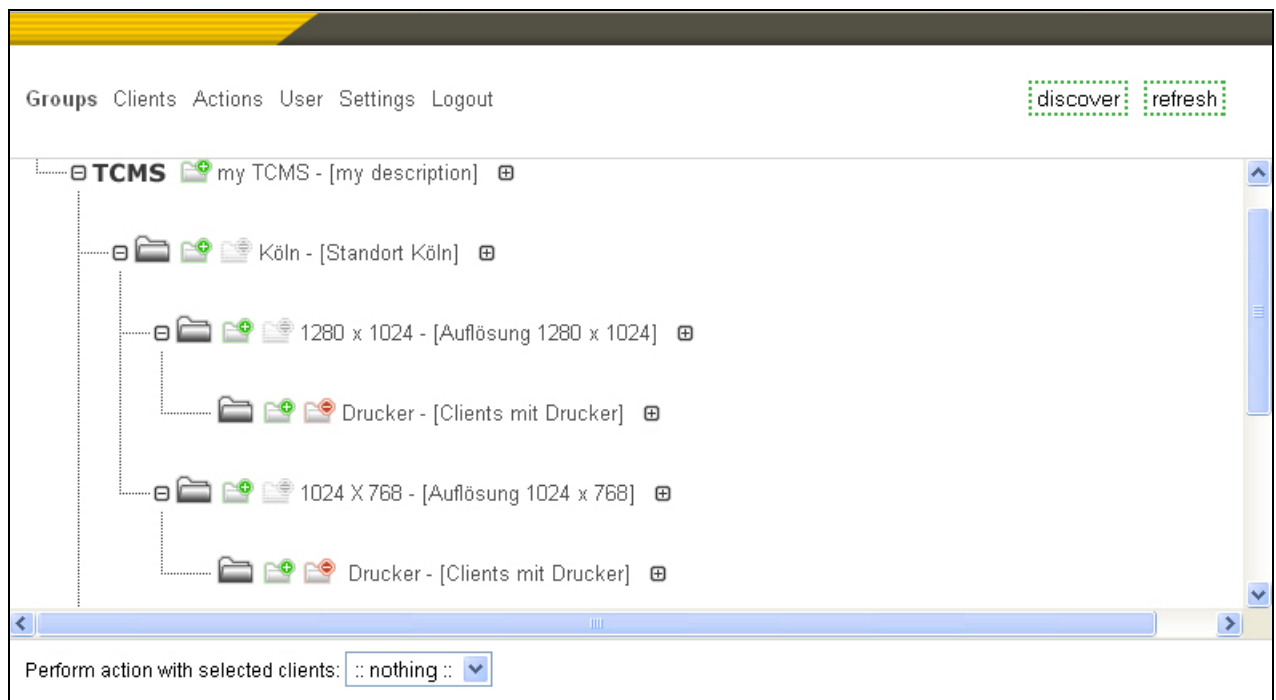 Groups Clients Actions User Settings Logout discover refresh
TCMS my TCMS - [my description]
Köln - [Standort Köln]
1280 x 1024 - [Auflösung 1280 x 1024]
Drucker - [Clients mit Drucker]
1024 X 768 - [Auflösung 1024 x 768]
Drucker - [Clients mit Drucker]
Perform action with selected clients: :: nothing ::